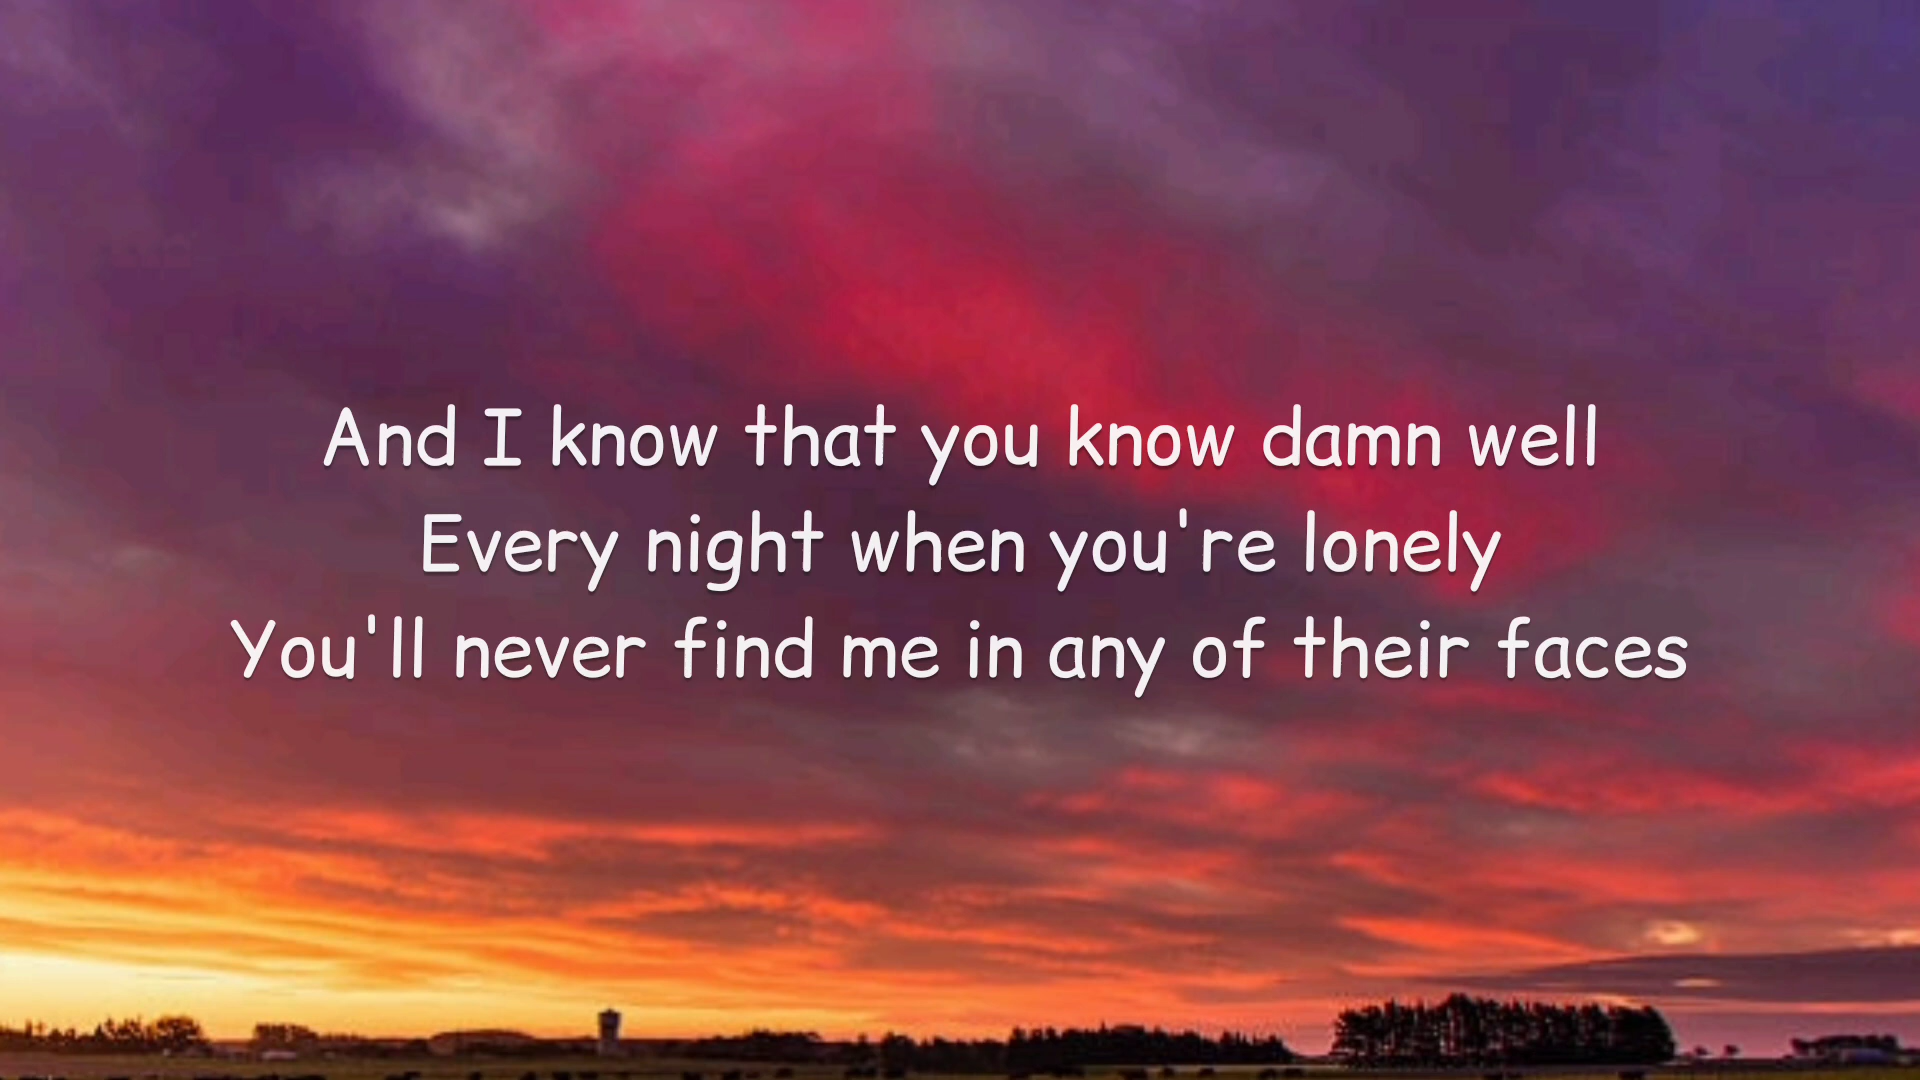 And I know that you know damn well
Every night when you're lonely
You'll never find me in any of their faces